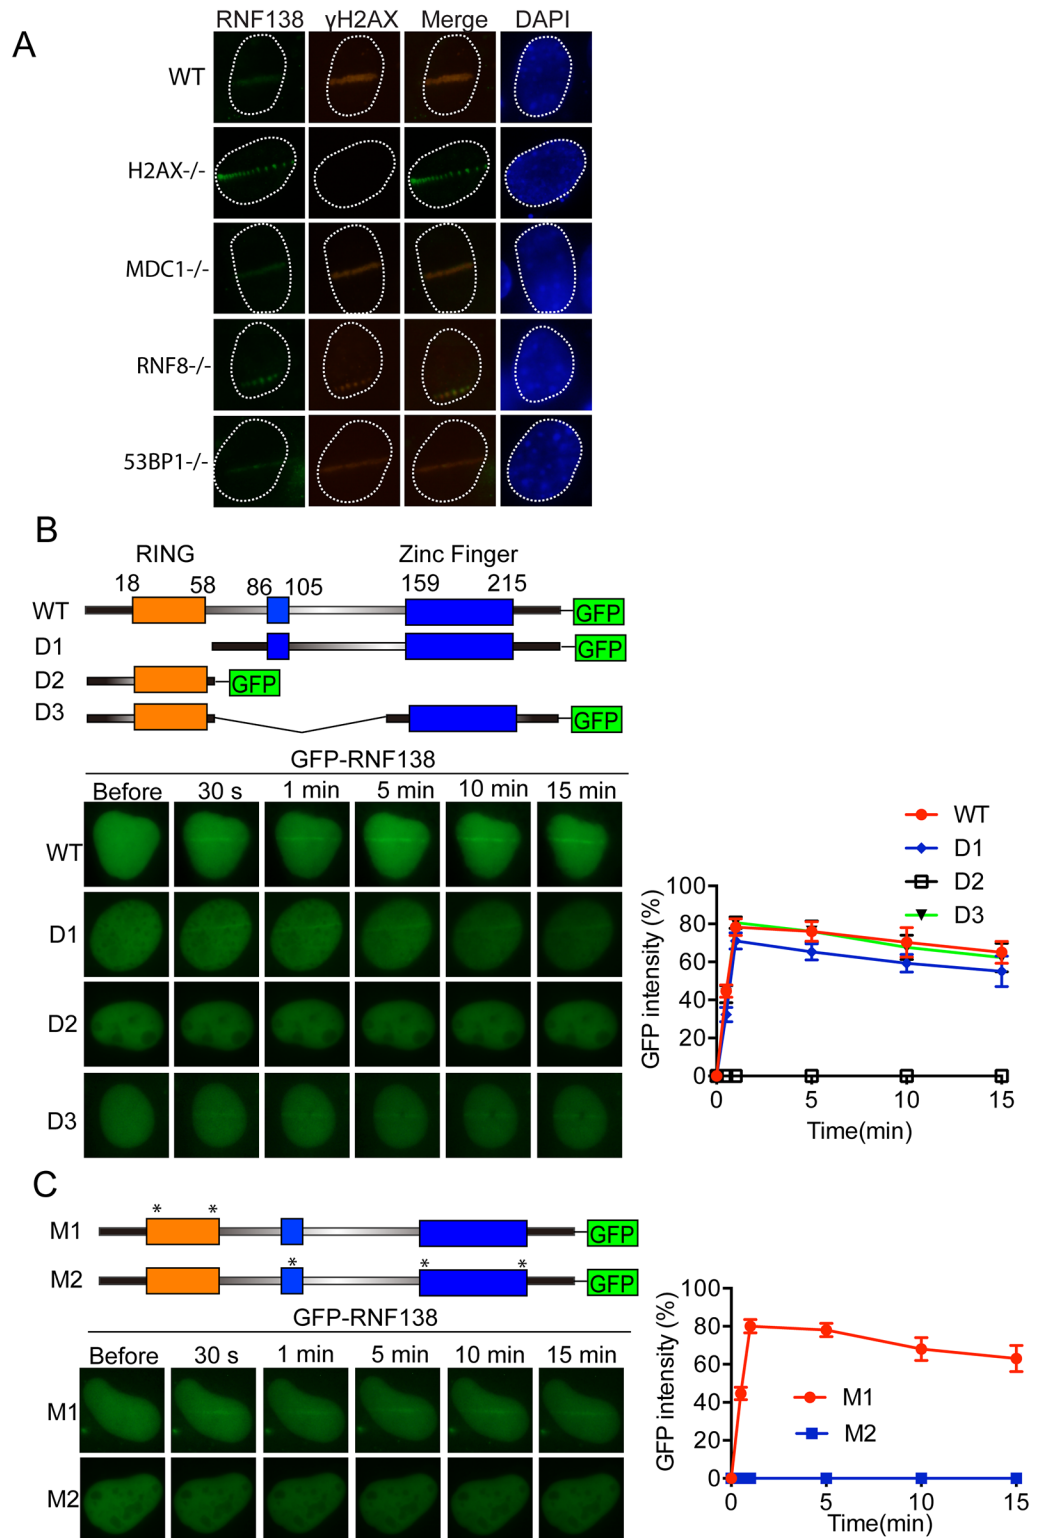 A
RNF138 γH2AX Merge DAPI
WT
H2AX-/-
MDC1-/-
RNF8-/-
53BP1-/-
B
RING Zinc Finger
18 58 86 105 159 215
WT GFP
D1 GFP
D2 GFP
D3 GFP
GFP-RNF138
Before 30 s 1 min 5 min 10 min 15 min
WT
D1
D2
D3
WT
D1
D2
D3
GFP intensity (%)
100
80
60
40
20
0
0 5 10 15
Time(min)
C
* *
M1 GFP
* * *
M2 GFP
GFP-RNF138
Before 30 s 1 min 5 min 10 min 15 min
M1
M2
GFP intensity (%)
100
80
60
40
20
0
M1
M2
0 5 10 15
Time(min)